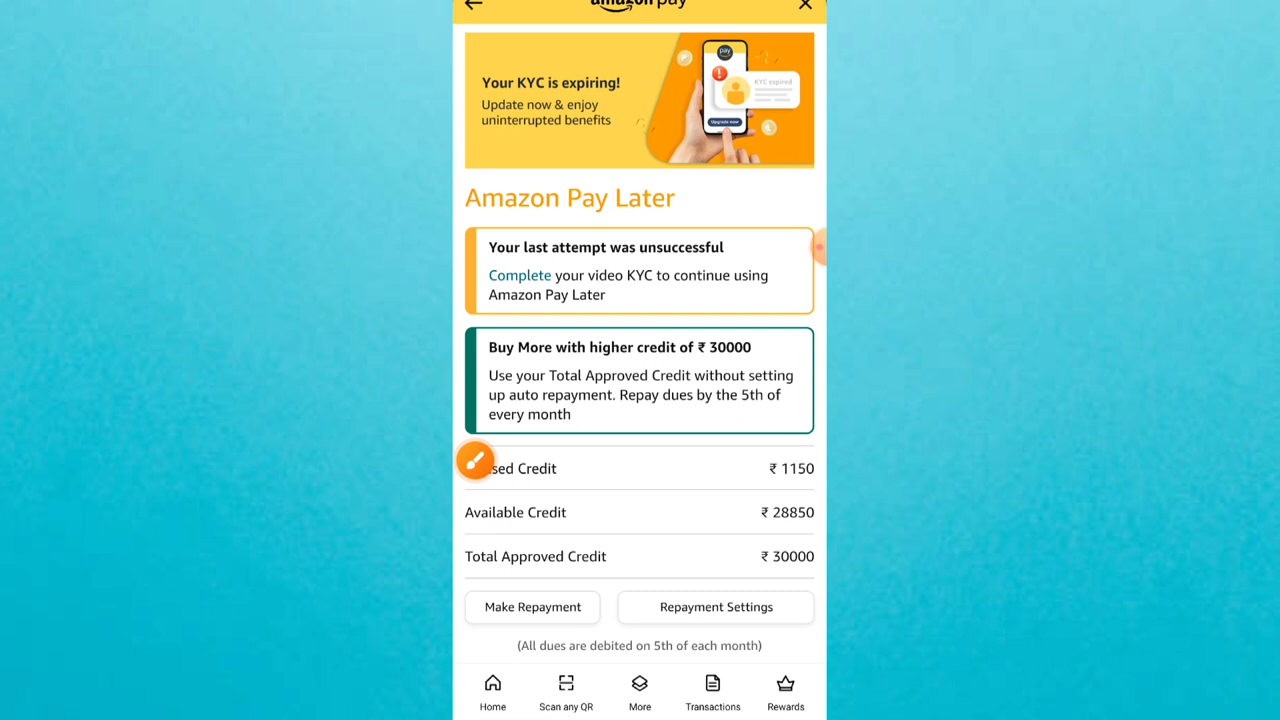 amazon pay
Your KYC is expiring!
Update now & enjoy
uninterrupted benefits
pay
KYC expired
Upgrade now
Amazon Pay Later
Your last attempt was unsuccessful
Complete your video KYC to continue using
Amazon Pay Later
Buy More with higher credit of ₹ 30000
Use your Total Approved Credit without setting
up auto repayment. Repay dues by the 5th of
every month
sed Credit ₹ 1150
Available Credit ₹ 28850
Total Approved Credit ₹ 30000
Make Repayment Repayment Settings
(All dues are debited on 5th of each month)
Home Scan any QR More Transactions Rewards